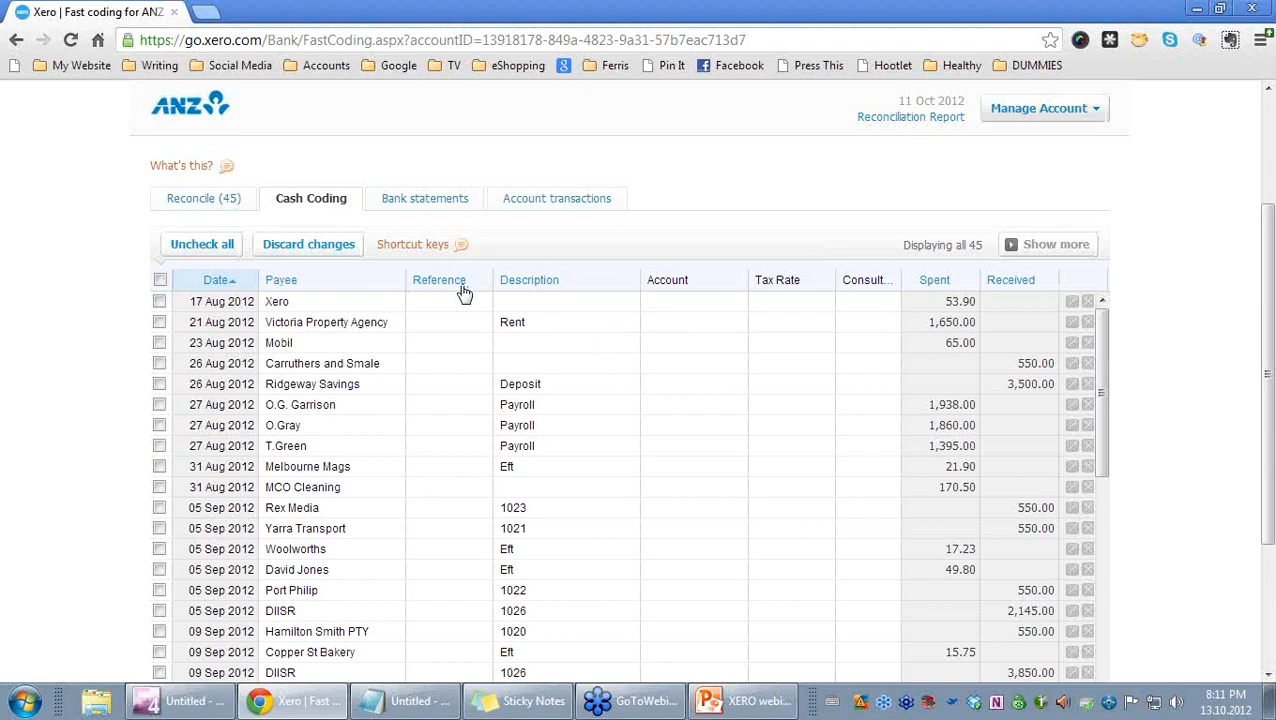 Xero | Fast coding for ANZ
https://go.xero.com/Bank/FastCoding.aspx?accountID=13918178-849a-4823-9a31-57b7eac713d7
My Website Writing Social Media Accounts Google TV eShopping Ferris Pin It Facebook Press This Hootlet Healthy DUMMIES
ANZ
11 Oct 2012
Reconciliation Report
Manage Account
What's this?
Reconcile (45) Cash Coding Bank statements Account transactions
Uncheck all Discard changes Shortcut keys Displaying all 45 Show more
Date Payee Reference Description Account Tax Rate Consult... Spent Received
17 Aug 2012 Xero 53.90
21 Aug 2012 Victoria Property Agency Rent 1,650.00
23 Aug 2012 Mobil 65.00
26 Aug 2012 Carruthers and Smale 550.00
26 Aug 2012 Ridgeway Savings Deposit 3,500.00
27 Aug 2012 O.G. Garrison Payroll 1,938.00
27 Aug 2012 O.Gray Payroll 1,860.00
27 Aug 2012 T.Green Payroll 1,395.00
31 Aug 2012 Melbourne Mags Eft 21.90
31 Aug 2012 MCO Cleaning 170.50
05 Sep 2012 Rex Media 1023 550.00
05 Sep 2012 Yarra Transport 1021 550.00
05 Sep 2012 Woolworths Eft 17.23
05 Sep 2012 David Jones Eft 49.80
05 Sep 2012 Port Philip 1022 550.00
05 Sep 2012 DIISR 1026 2,145.00
09 Sep 2012 Hamilton Smith PTY 1020 550.00
09 Sep 2012 Copper St Bakery Eft 15.75
09 Sep 2012 DIISR 1026 3,850.00
Untitled - ... Xero | Fast ... Untitled - ... Sticky Notes GoToWebi... XERO webi...
8:11 PM
13.10.2012